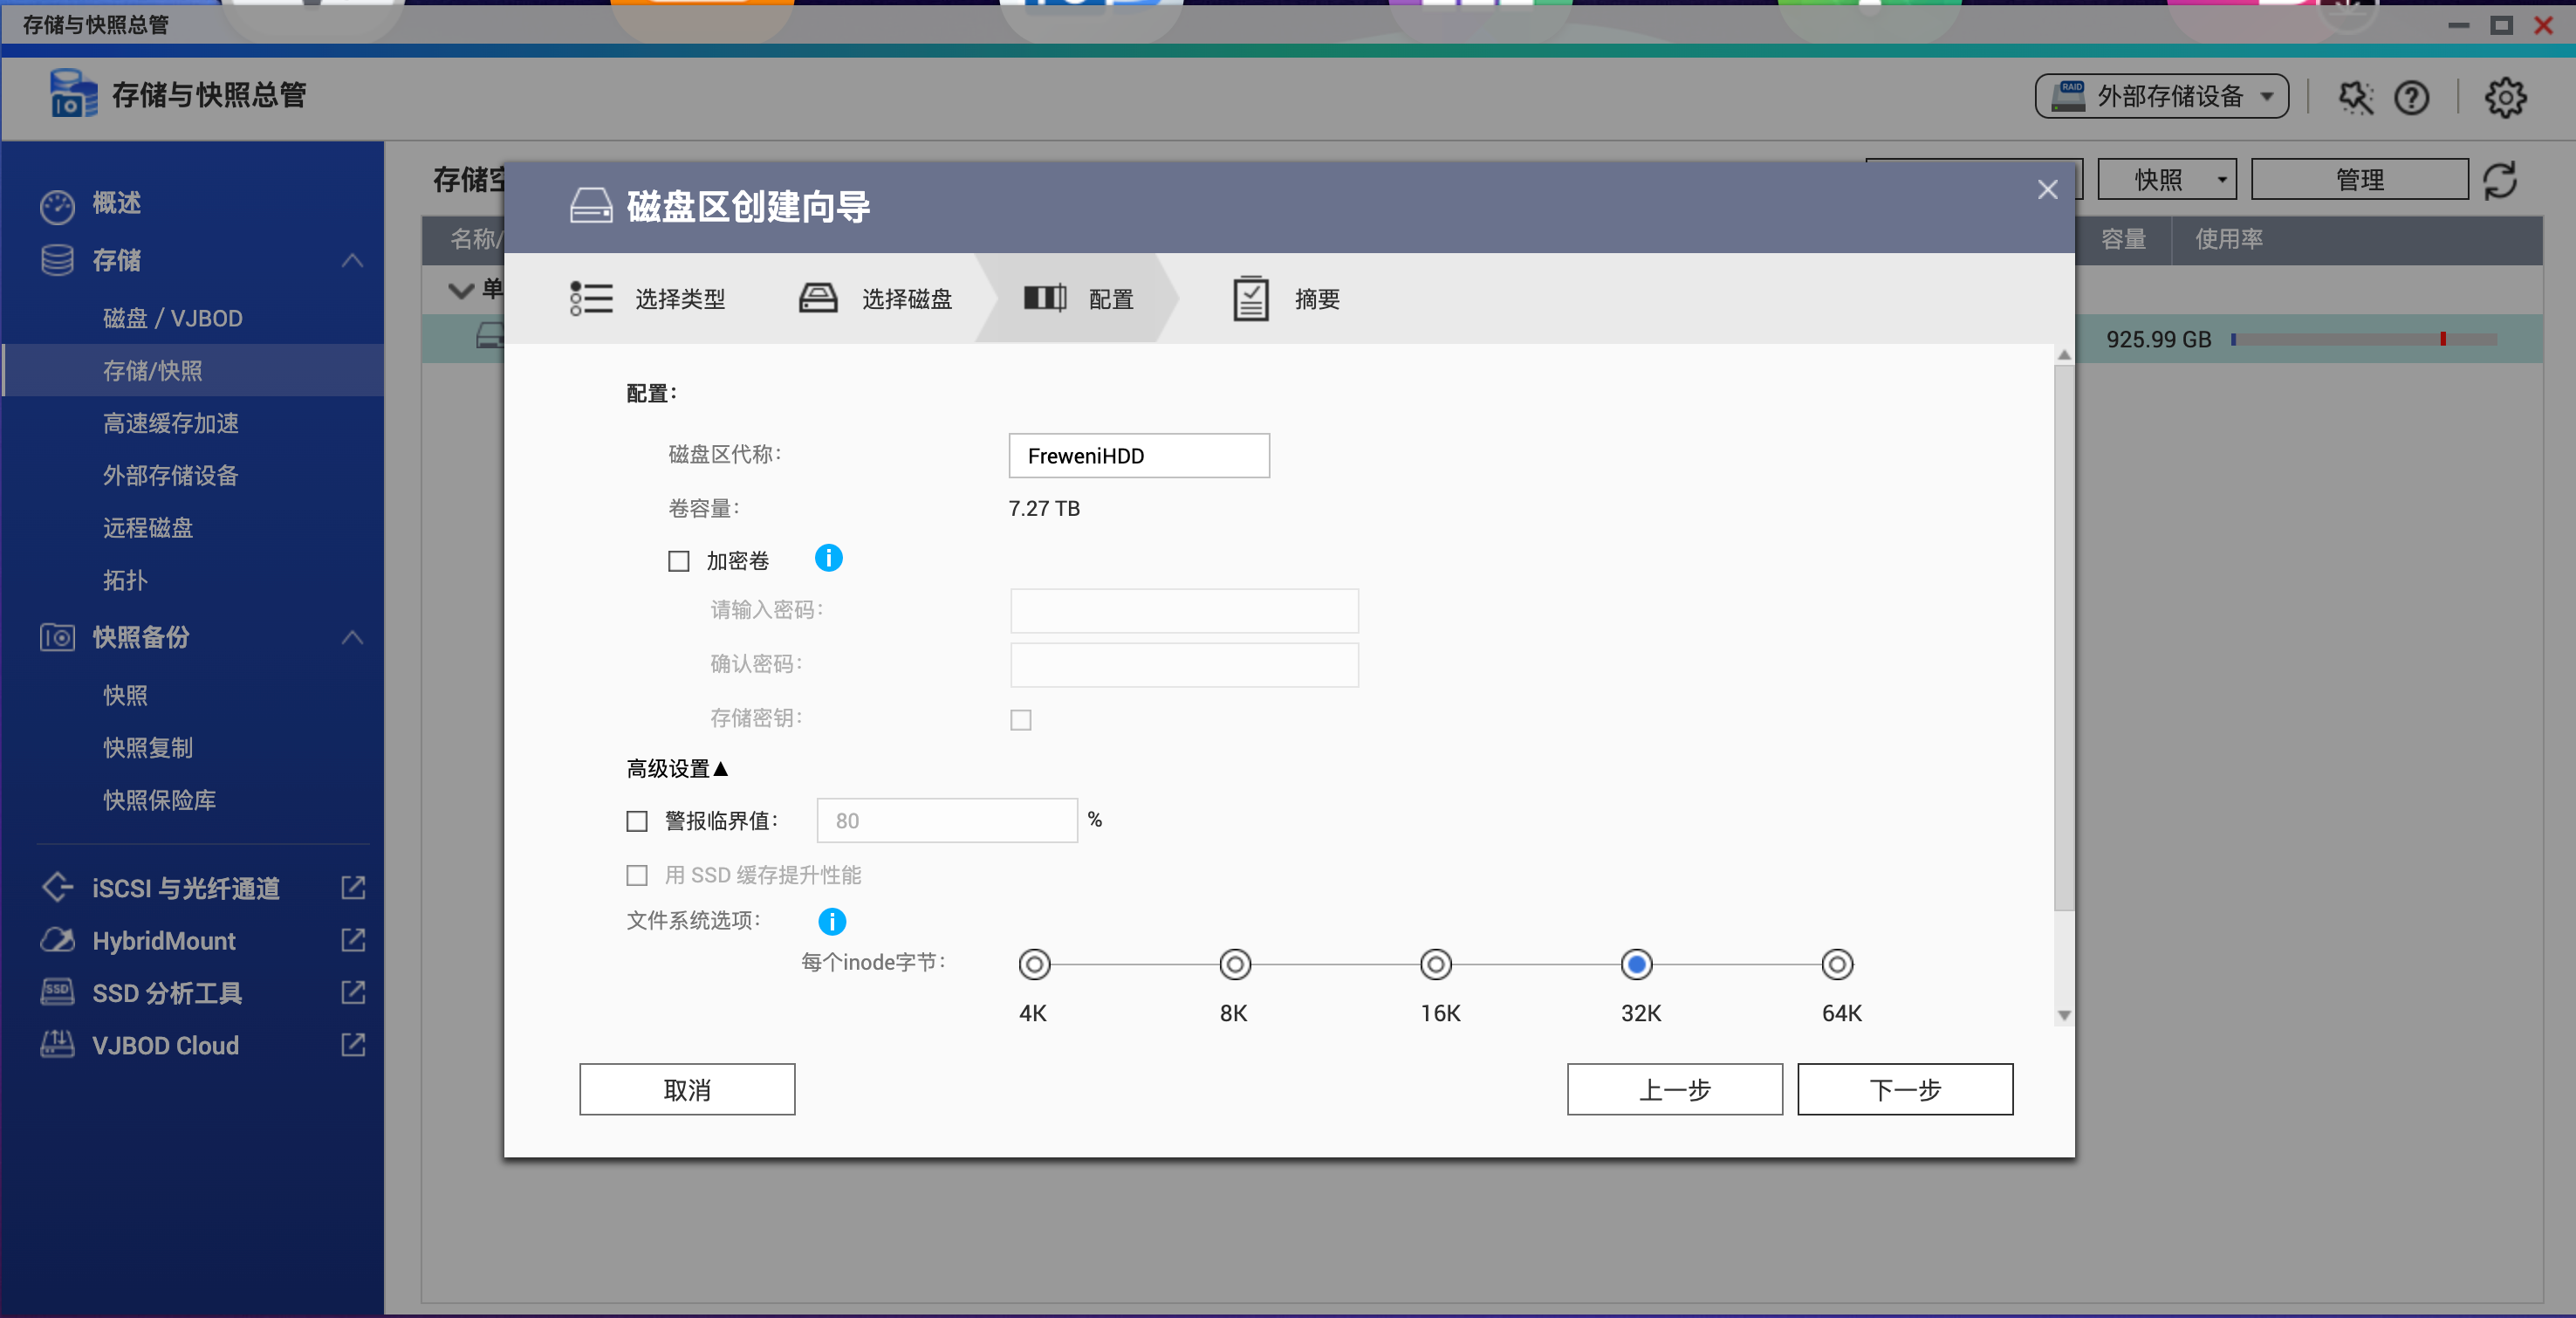 存储与快照总管
存储与快照总管
RAID 外部存储设备
概述
存储
磁盘 / VJBOD
存储/快照
高速缓存加速
外部存储设备
远程磁盘
拓扑
快照备份
快照
快照复制
快照保险库
iSCSI 与光纤通道
HybridMount
SSD 分析工具
VJBOD Cloud
存储空
快照
管理
名称/
容量
使用率
单
925.99 GB
磁盘区创建向导
选择类型
选择磁盘
配置
摘要
配置：
磁盘区代称： FreweniHDD
卷容量： 7.27 TB
加密卷
请输入密码：
确认密码：
存储密钥：
高级设置▲
警报临界值： 80 %
用 SSD 缓存提升性能
文件系统选项：
每个inode字节：
4K 8K 16K 32K 64K
取消
上一步
下一步